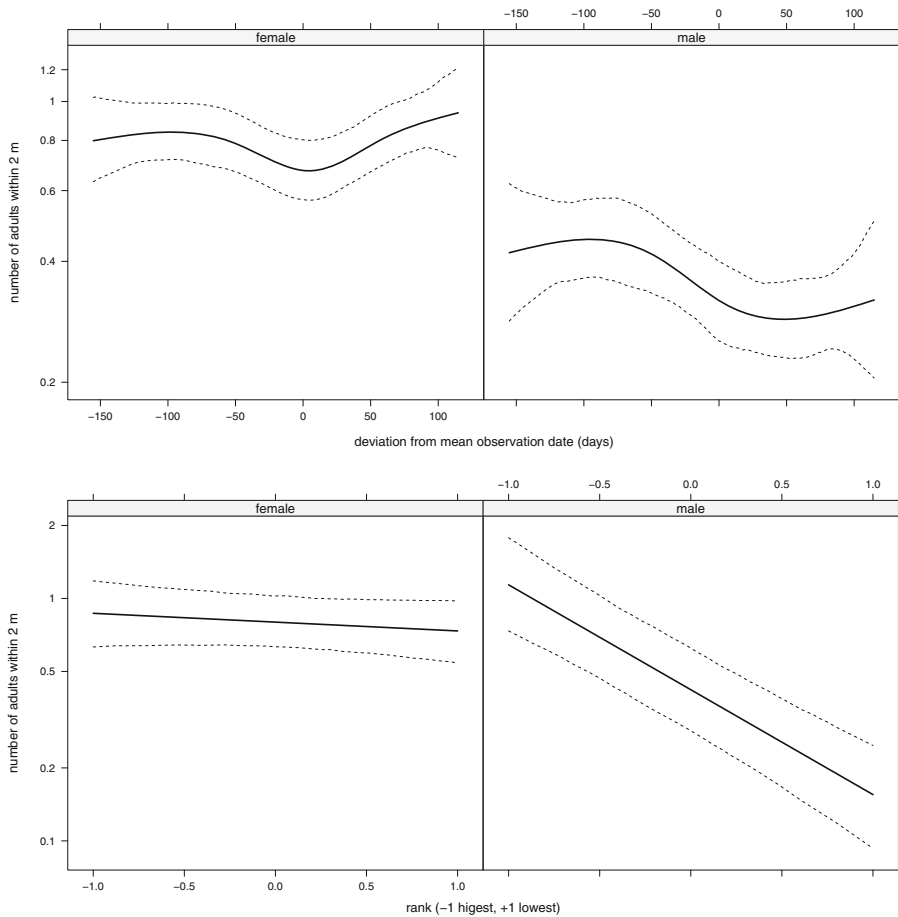 −150 −100 −50 0 50 100
female male
1.2
1
0.8
0.6
0.4
0.2
number of adults within 2 m
−150 −100 −50 0 50 100
deviation from mean observation date (days)
−1.0 −0.5 0.0 0.5 1.0
female male
2
1
0.5
0.2
0.1
number of adults within 2 m
−1.0 −0.5 0.0 0.5 1.0
rank (−1 higest, +1 lowest)